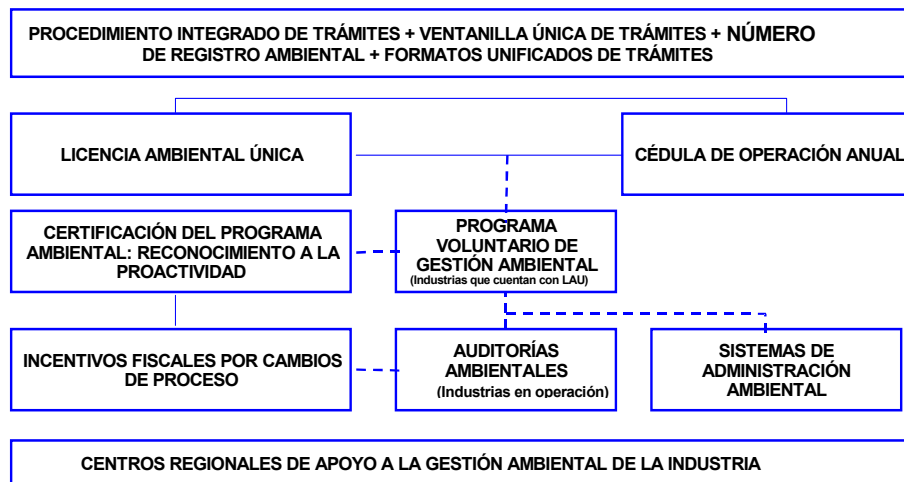 PROCEDIMIENTO INTEGRADO DE TRÁMITES + VENTANILLA ÚNICA DE TRÁMITES + NÚMERO
DE REGISTRO AMBIENTAL + FORMATOS UNIFICADOS DE TRÁMITES
LICENCIA AMBIENTAL ÚNICA
CÉDULA DE OPERACIÓN ANUAL
CERTIFICACIÓN DEL PROGRAMA
AMBIENTAL: RECONOCIMIENTO A LA
PROACTIVIDAD
PROGRAMA
VOLUNTARIO DE
GESTIÓN AMBIENTAL
(Industrias que cuentan con LAU)
INCENTIVOS FISCALES POR CAMBIOS
DE PROCESO
AUDITORÍAS
AMBIENTALES
(Industrias en operación)
SISTEMAS DE
ADMINISTRACIÓN
AMBIENTAL
CENTROS REGIONALES DE APOYO A LA GESTIÓN AMBIENTAL DE LA INDUSTRIA